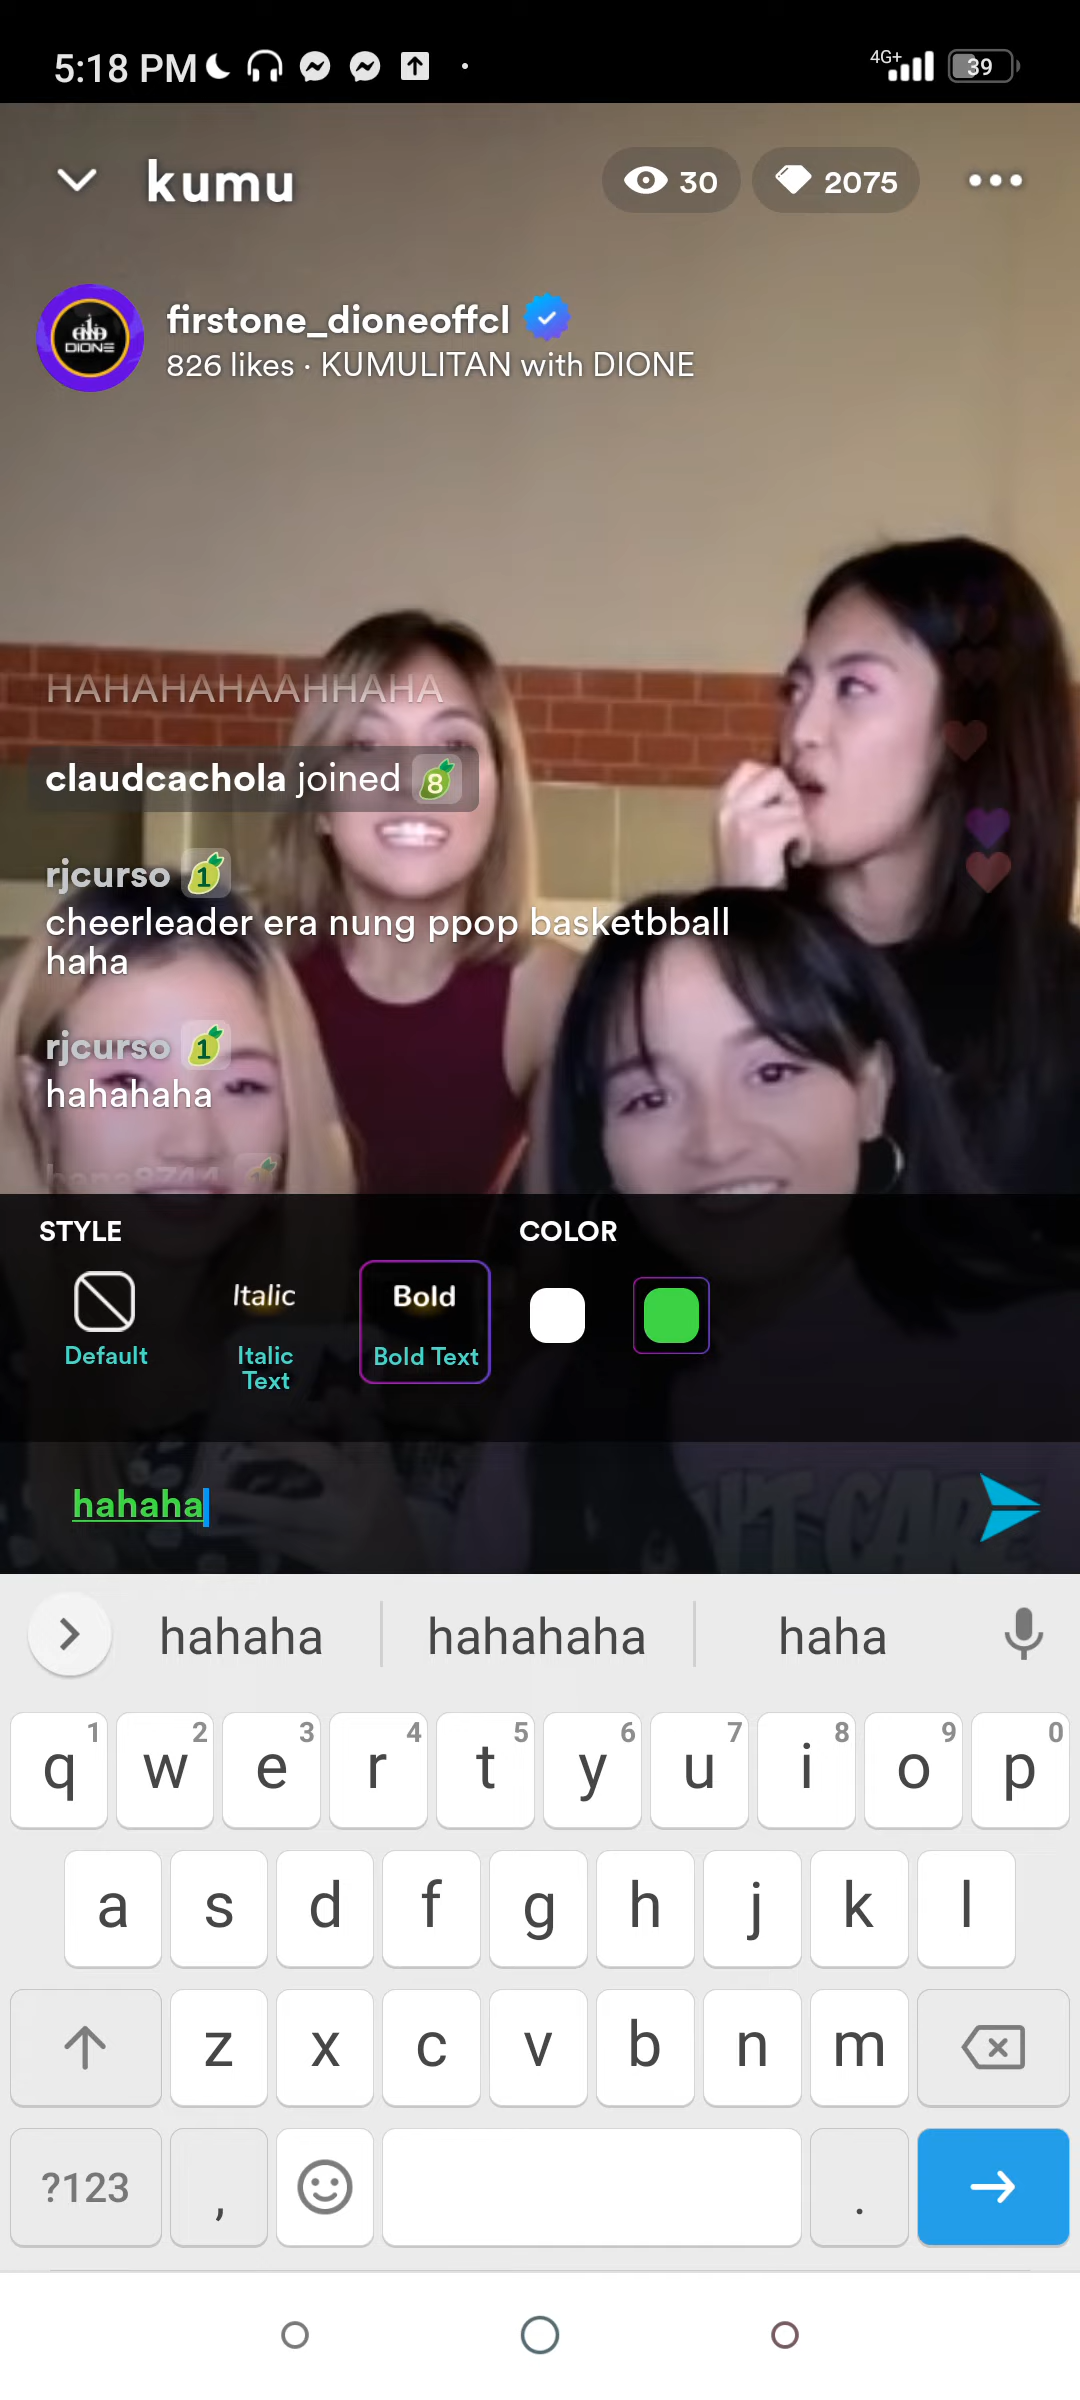 5:18 PM
4G+
39
kumu
30
2075
firstone_dioneoffcl
DIONE
826 likes · KUMULITAN with DIONE
HAHAHAHAAHHAHA
claudcachola joined 8
rjcurso 1
cheerleader era nung ppop basketbball
haha
rjcurso 1
hahahaha
STYLE
COLOR
Italic
Bold
Default
Italic
Text
Bold Text
hahaha
hahaha
hahahaha
haha
q 1 w 2 e 3 r 4 t 5 y 6 u 7 i 8 o 9 p 0
a s d f g h j k l
z x c v b n m
?123 , .